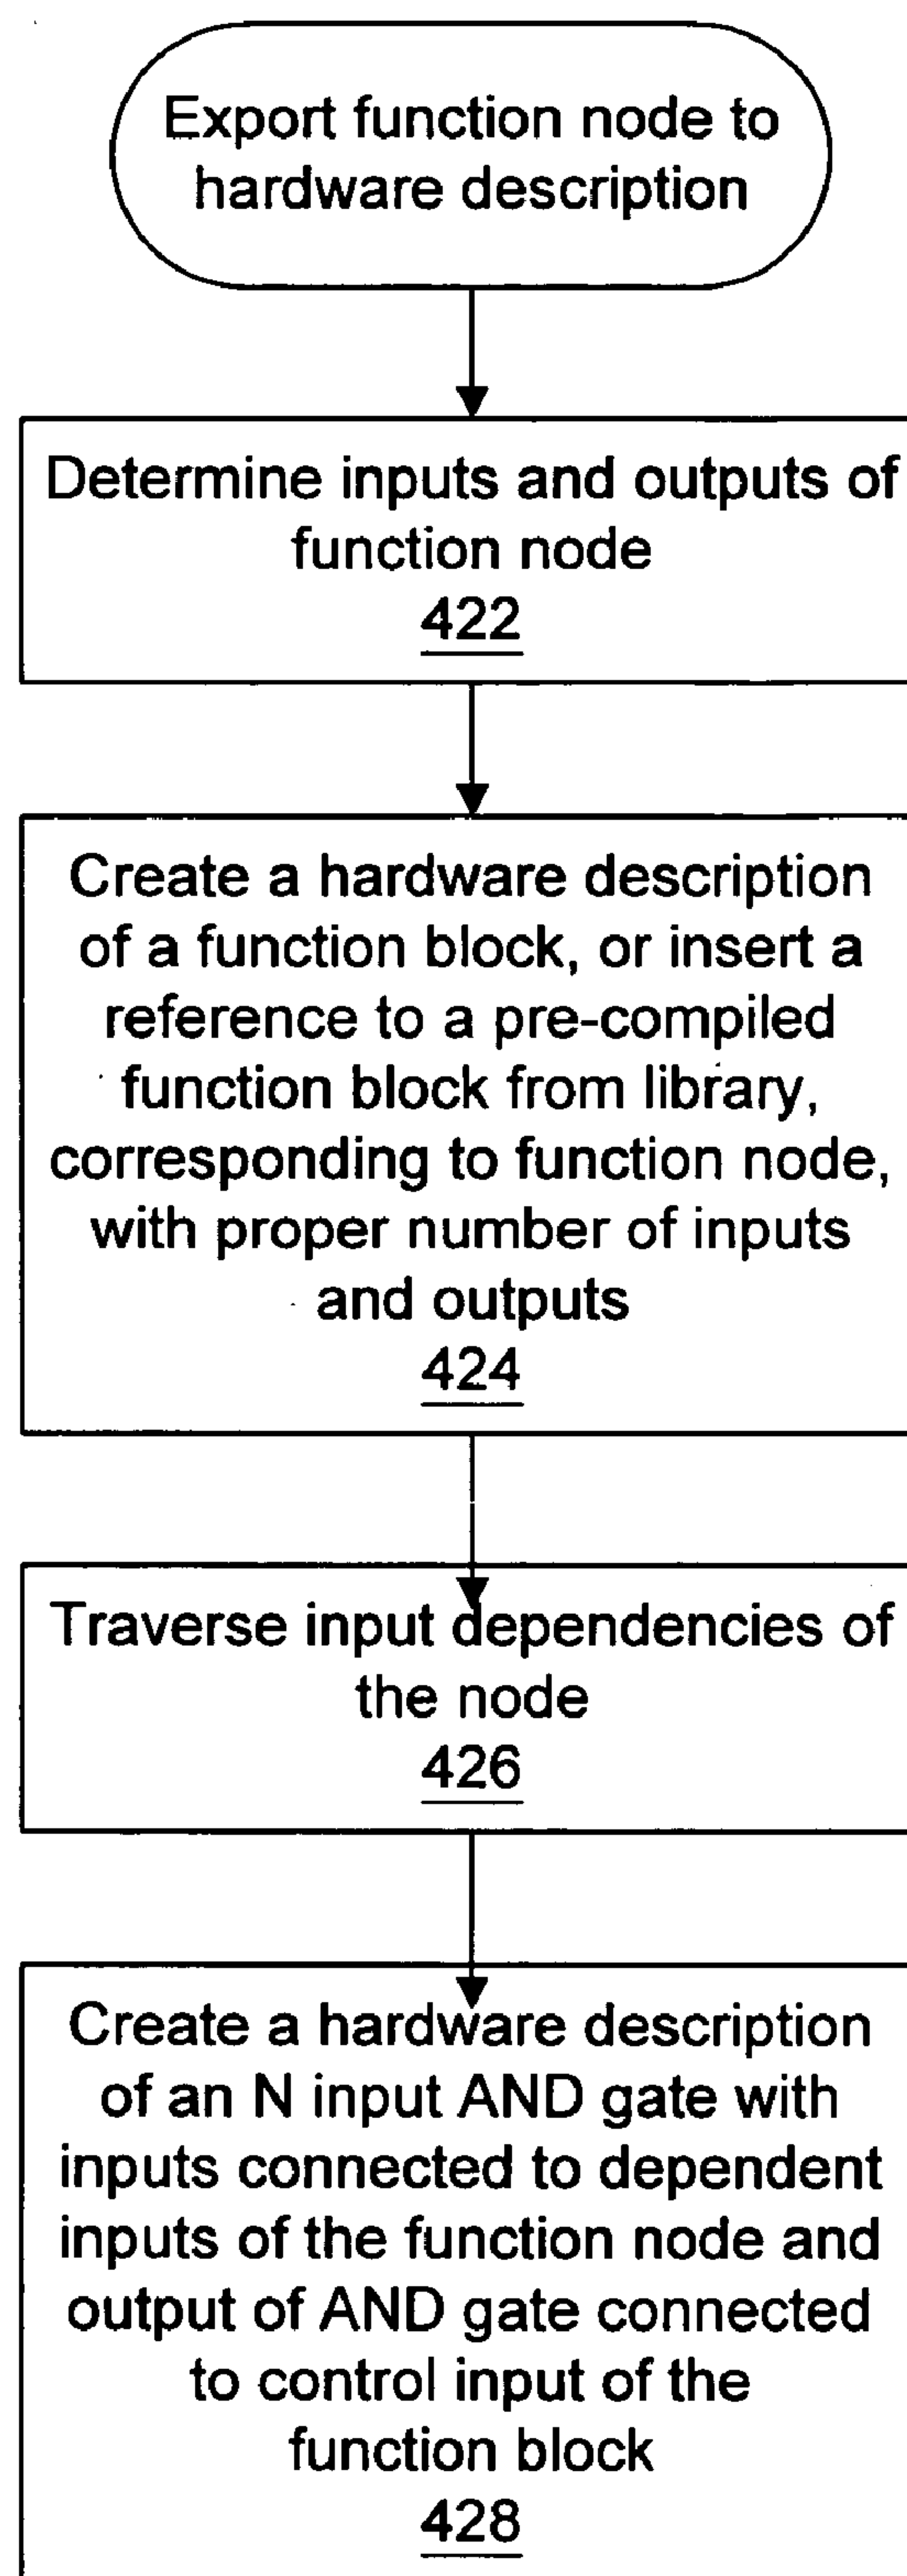 Export function node to
hardware description
Determine inputs and outputs of
function node
422
Create a hardware description
of a function block, or insert a
reference to a pre-compiled
function block from library,
corresponding to function node,
with proper number of inputs
and outputs
424
Traverse input dependencies of
the node
426
Create a hardware description
of an N input AND gate with
inputs connected to dependent
inputs of the function node and
output of AND gate connected
to control input of the
function block
428